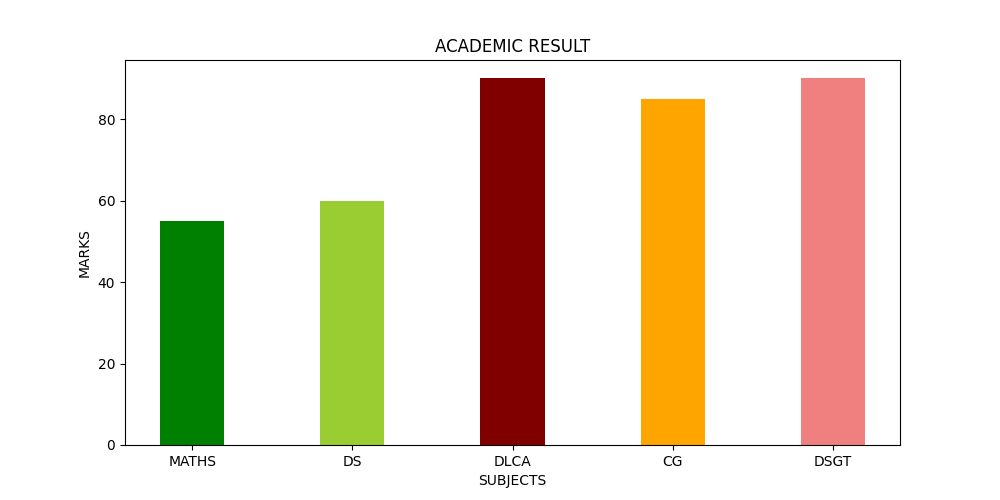 ACADEMIC RESULT
MARKS
80
60
40
20
0
MATHS DS DLCA CG DSGT
SUBJECTS